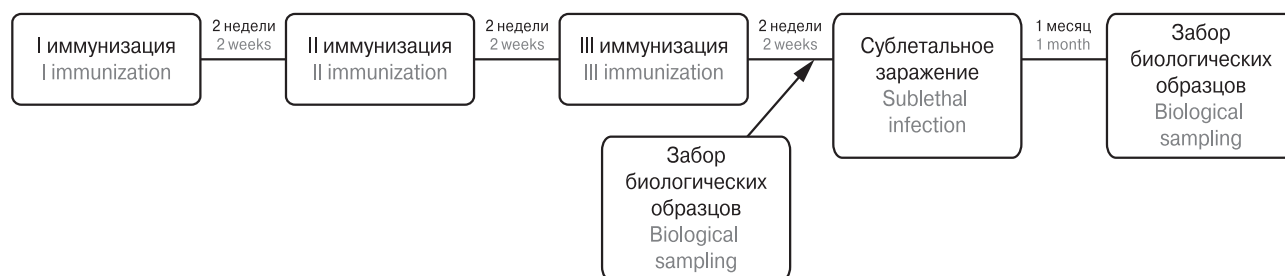 I иммунизация
I immunization
2 недели
2 weeks
II иммунизация
II immunization
2 недели
2 weeks
III иммунизация
III immunization
2 недели
2 weeks
Сублетальное
заражение
Sublethal
infection
1 месяц
1 month
Забор
биологических
образцов
Biological
sampling
Забор
биологических
образцов
Biological
sampling